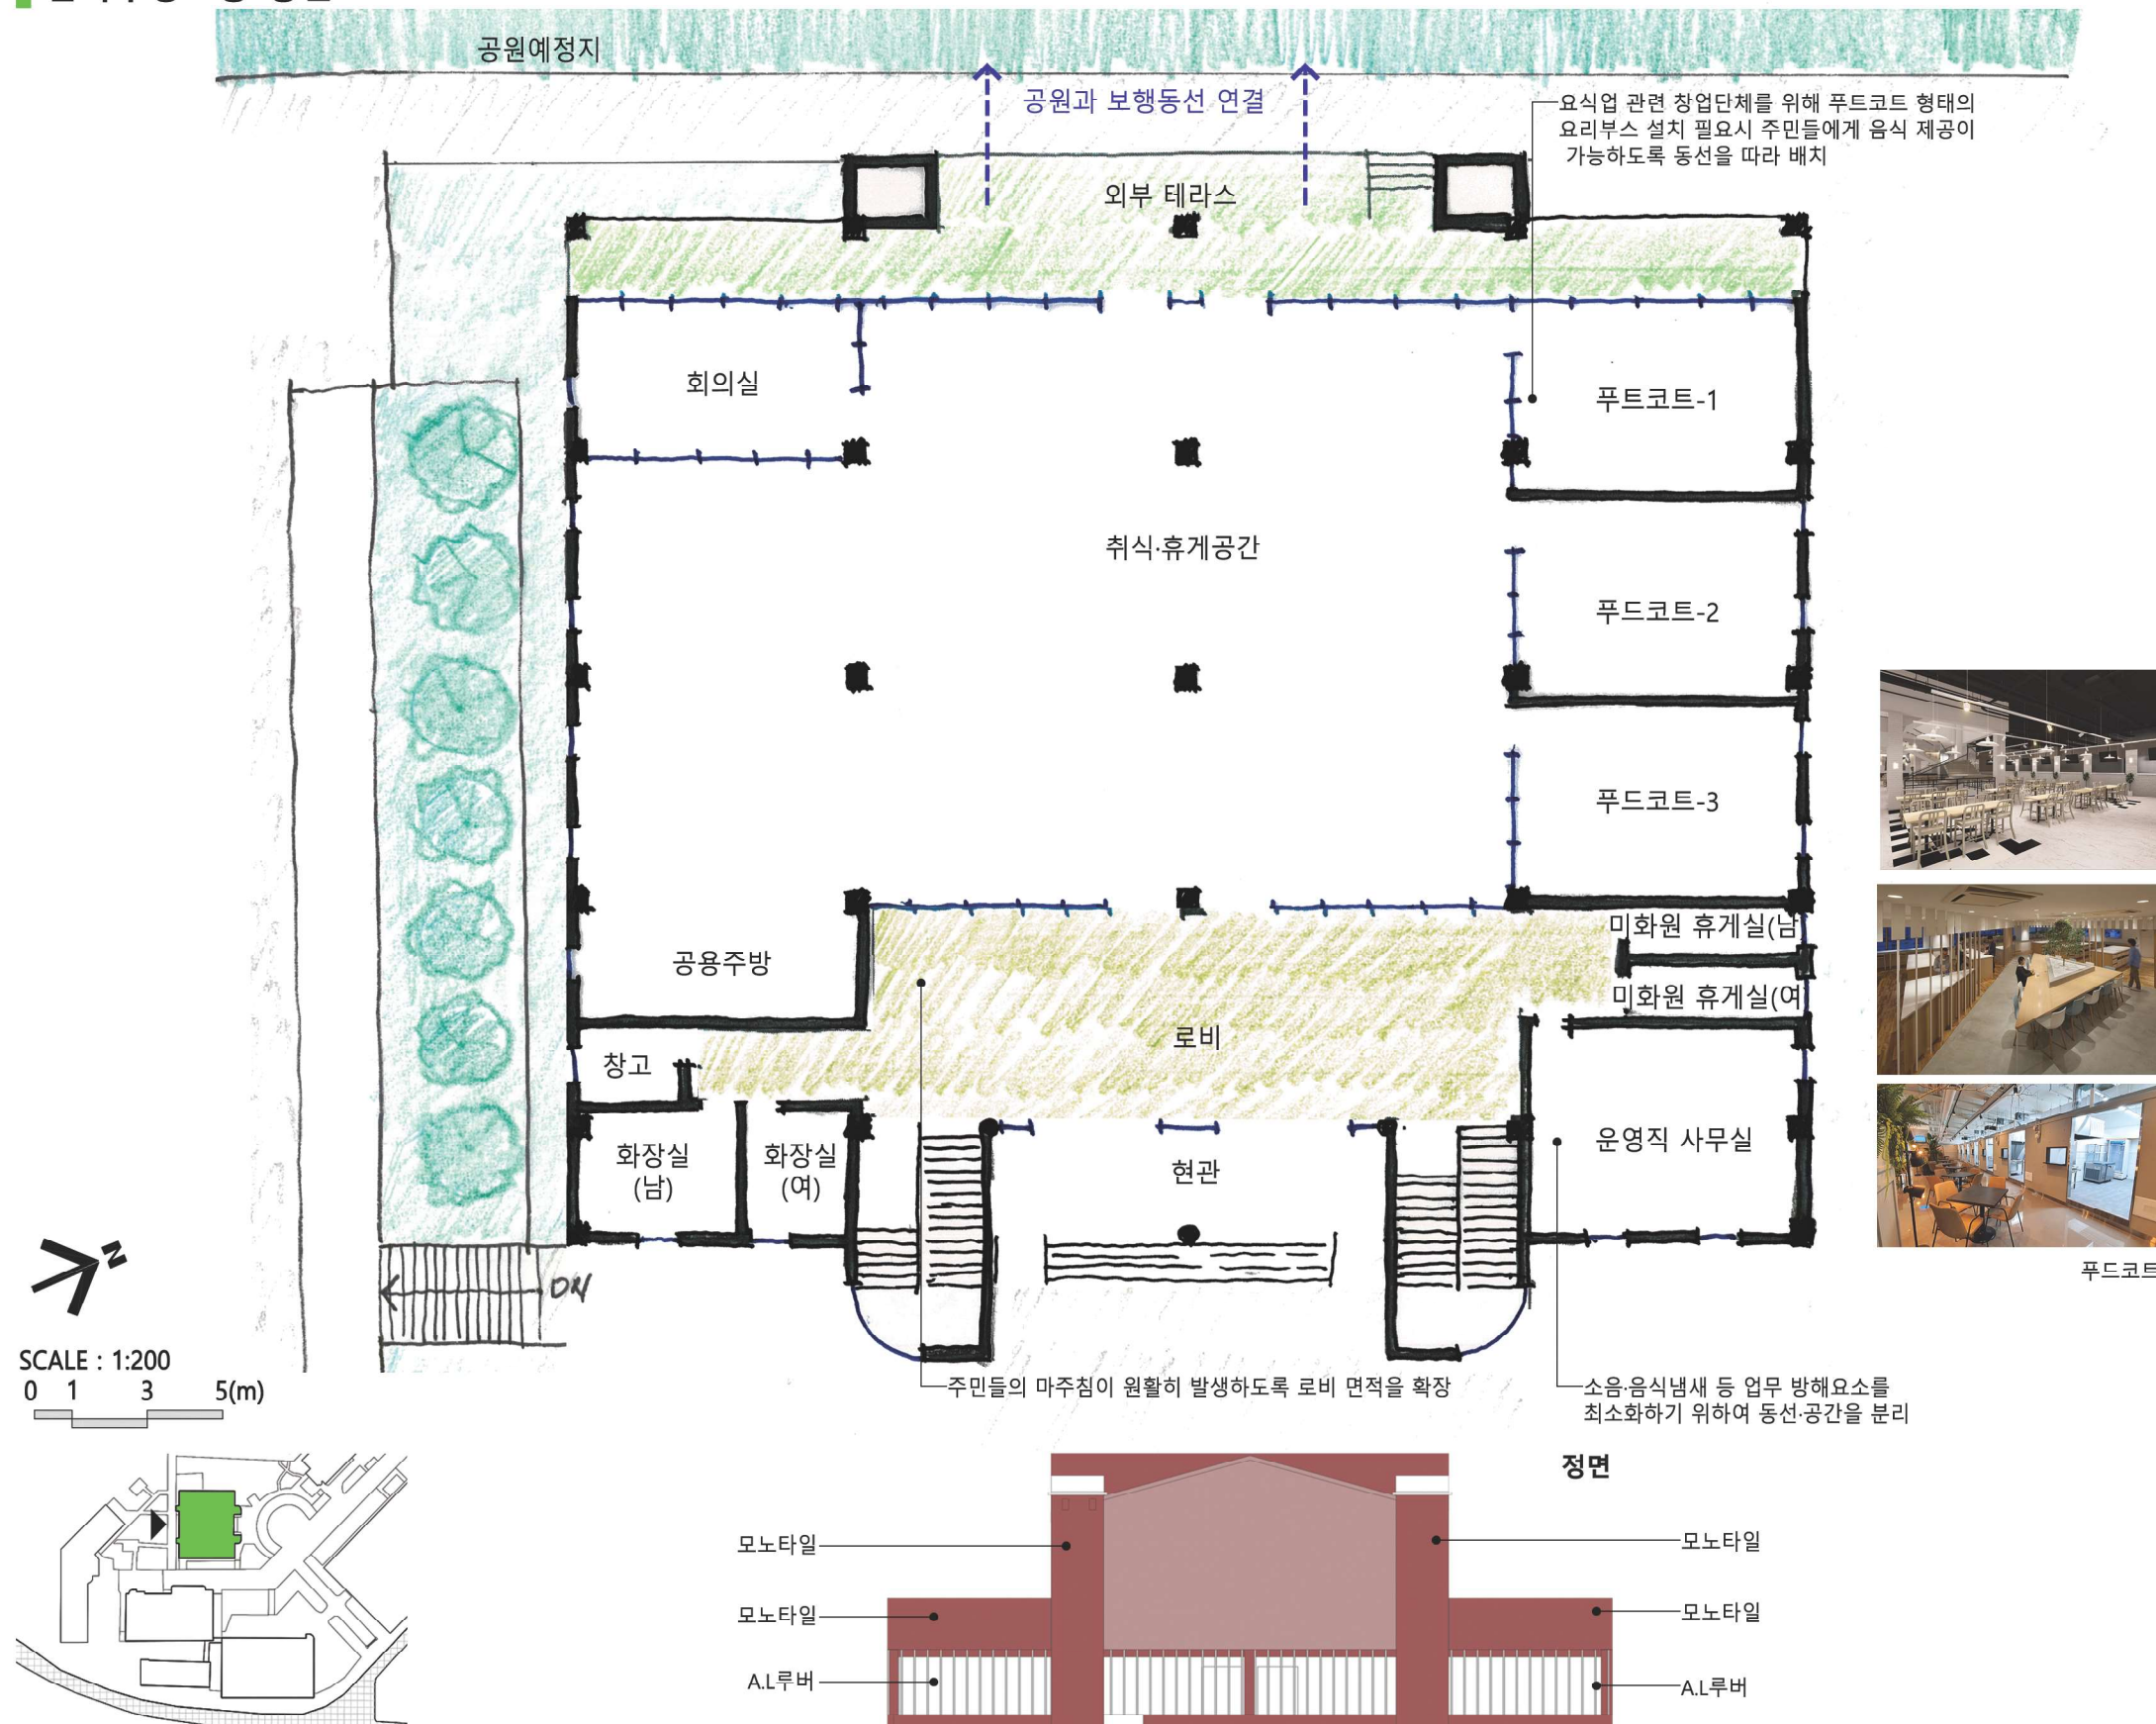 공원예정지
공원과 보행동선 연결
요식업 관련 창업단체를 위해 푸트코트 형태의
요리부스 설치 필요시 주민들에게 음식 제공이
가능하도록 동선을 따라 배치
외부 테라스
회의실
푸트코트-1
취식·휴게공간
푸드코트-2
푸드코트-3
미화원 휴게실(남)
공용주방
미화원 휴게실(여)
로비
창고
화장실
(남)
화장실
(여)
현관
운영직 사무실
N
DN
푸드코트
SCALE : 1:200
0 1 3 5(m)
주민들의 마주침이 원활히 발생하도록 로비 면적을 확장
소음·음식냄새 등 업무 방해요소를
최소화하기 위하여 동선·공간을 분리
정면
모노타일
모노타일
모노타일
모노타일
A.L루버
A.L루버